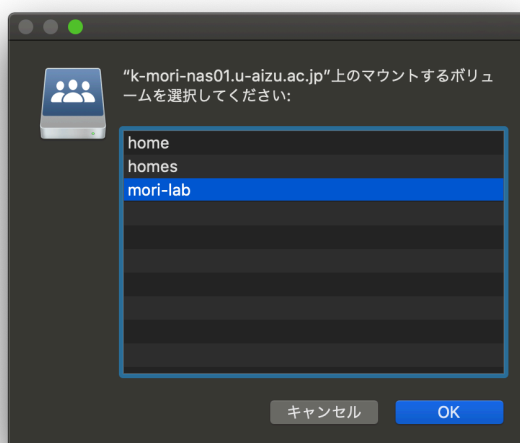 “k-mori-nas01.u-aizu.ac.jp”上のマウントするボリュ
ームを選択してください:
home
homes
mori-lab
キャンセル
OK